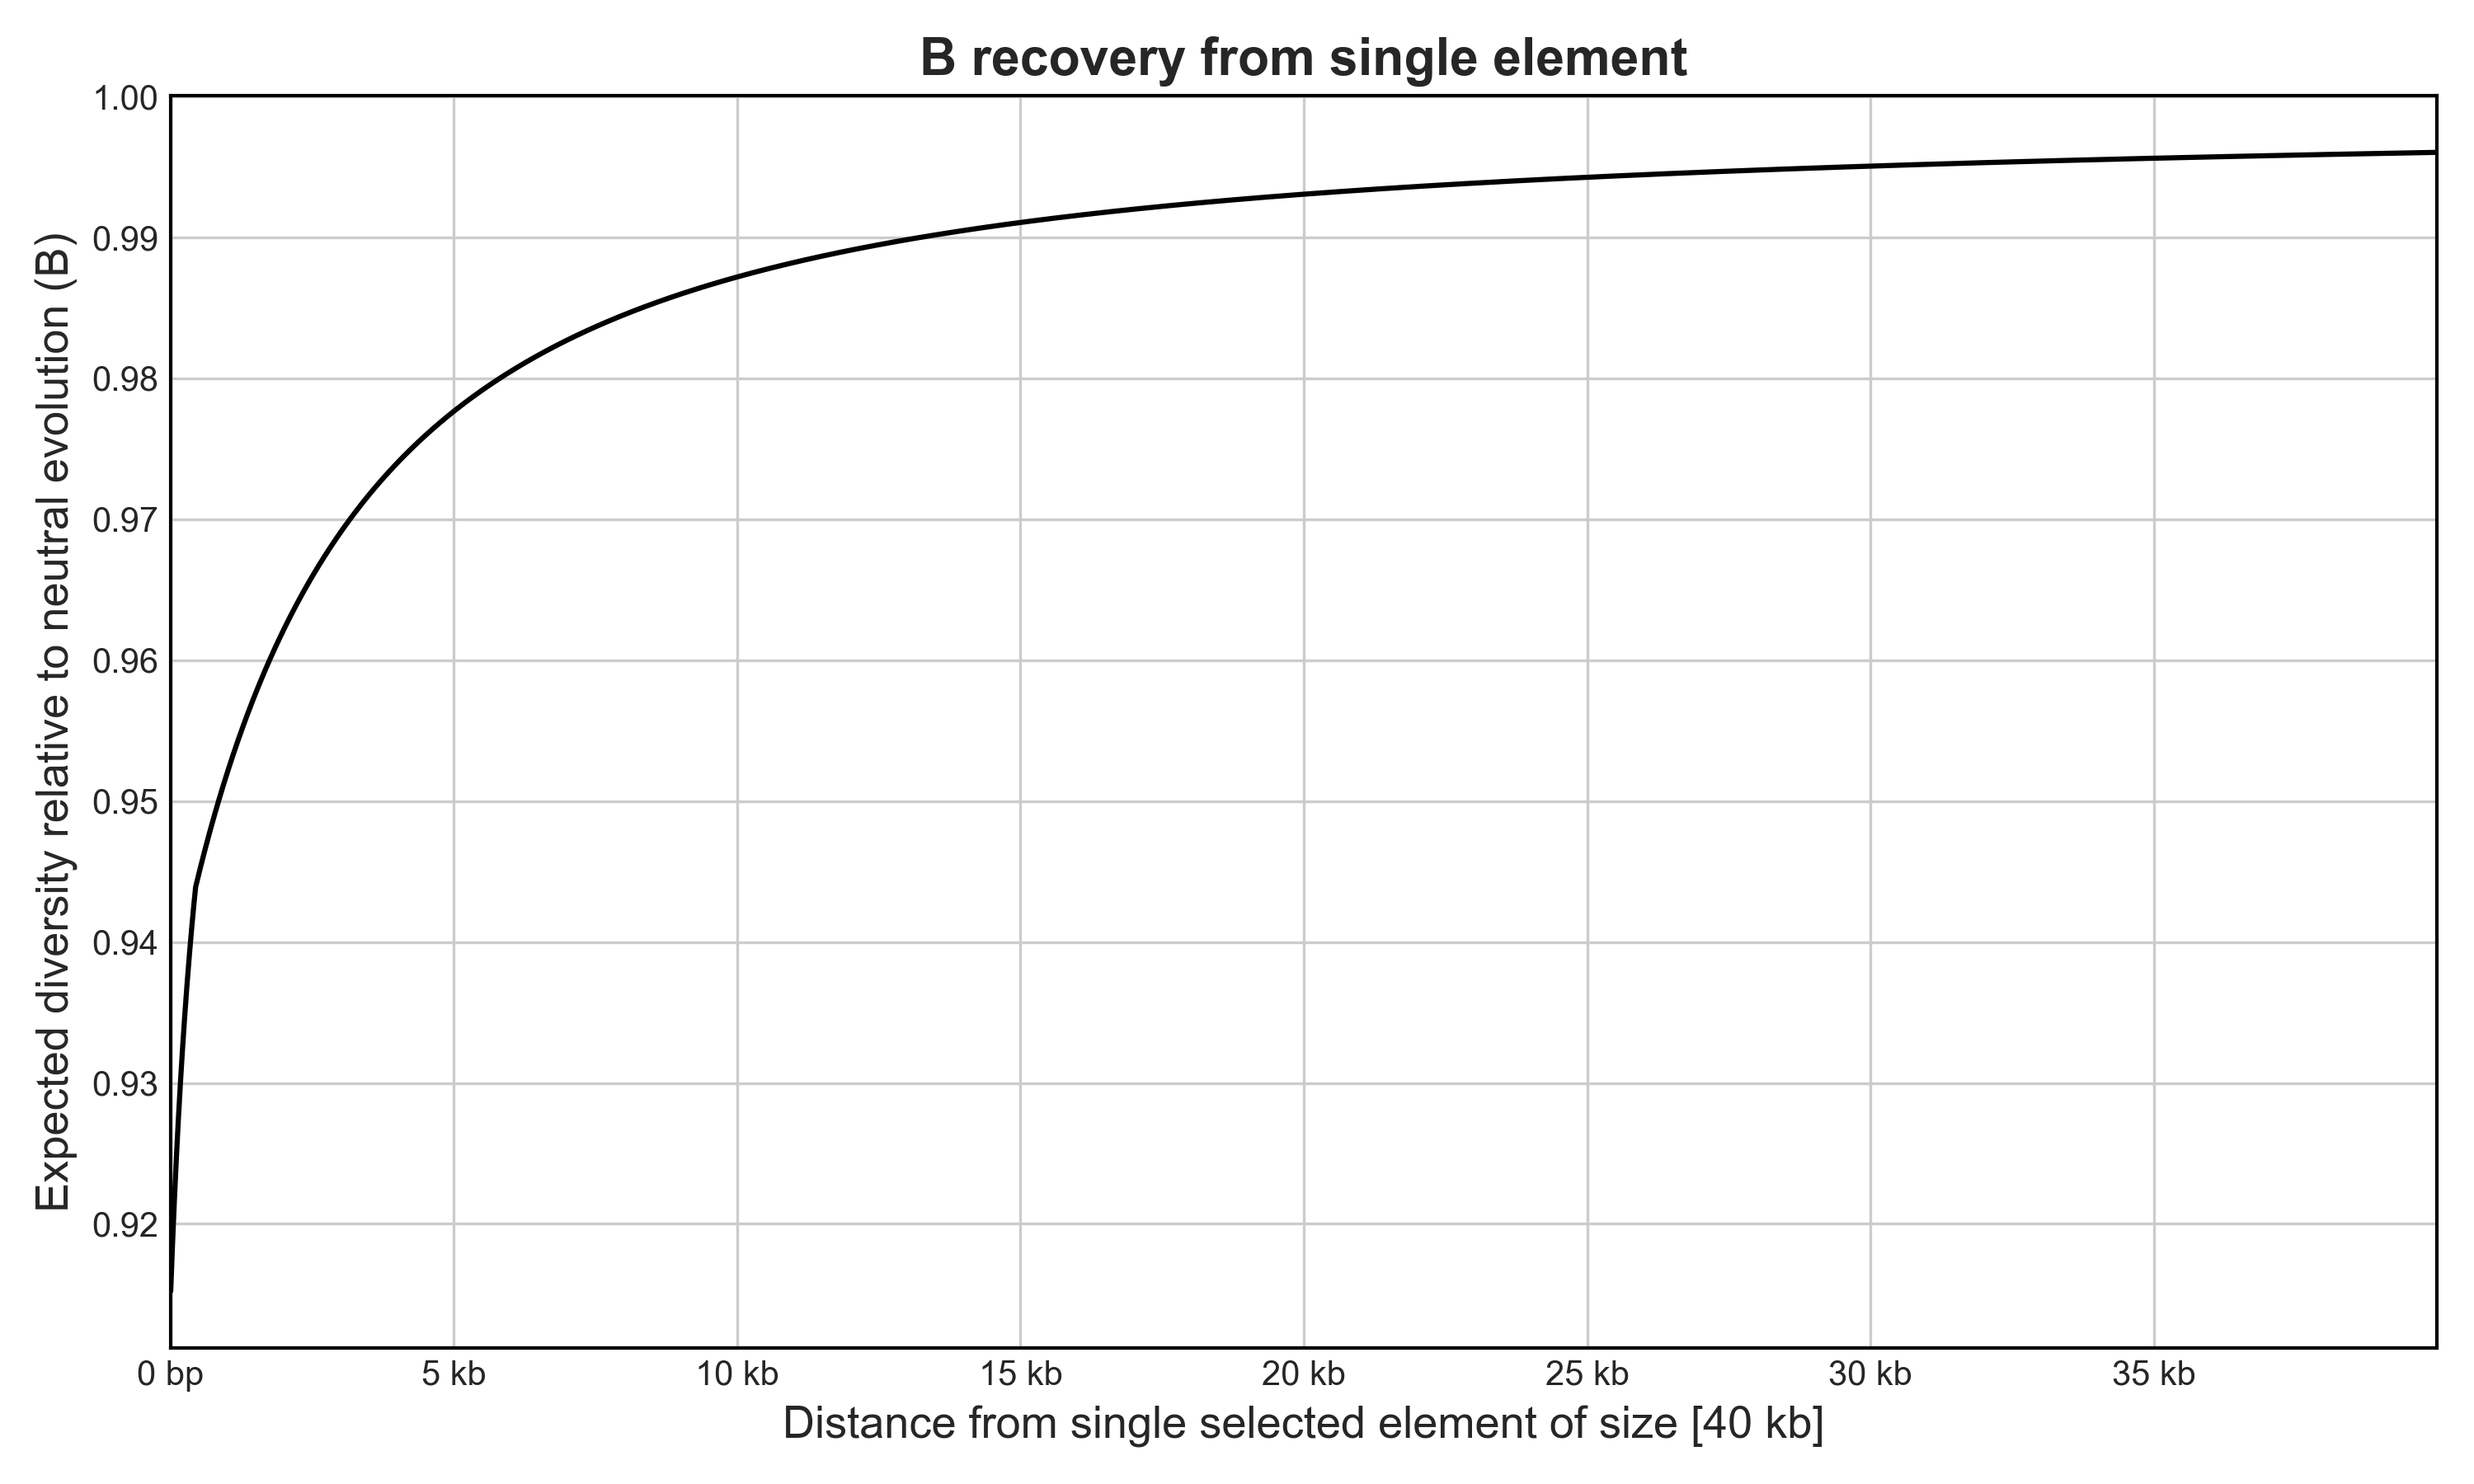 B recovery from single element
Expected diversity relative to neutral evolution (B)
1.00
0.99
0.98
0.97
0.96
0.95
0.94
0.93
0.92
0 bp
5 kb
10 kb
15 kb
20 kb
25 kb
30 kb
35 kb
Distance from single selected element of size [40 kb]